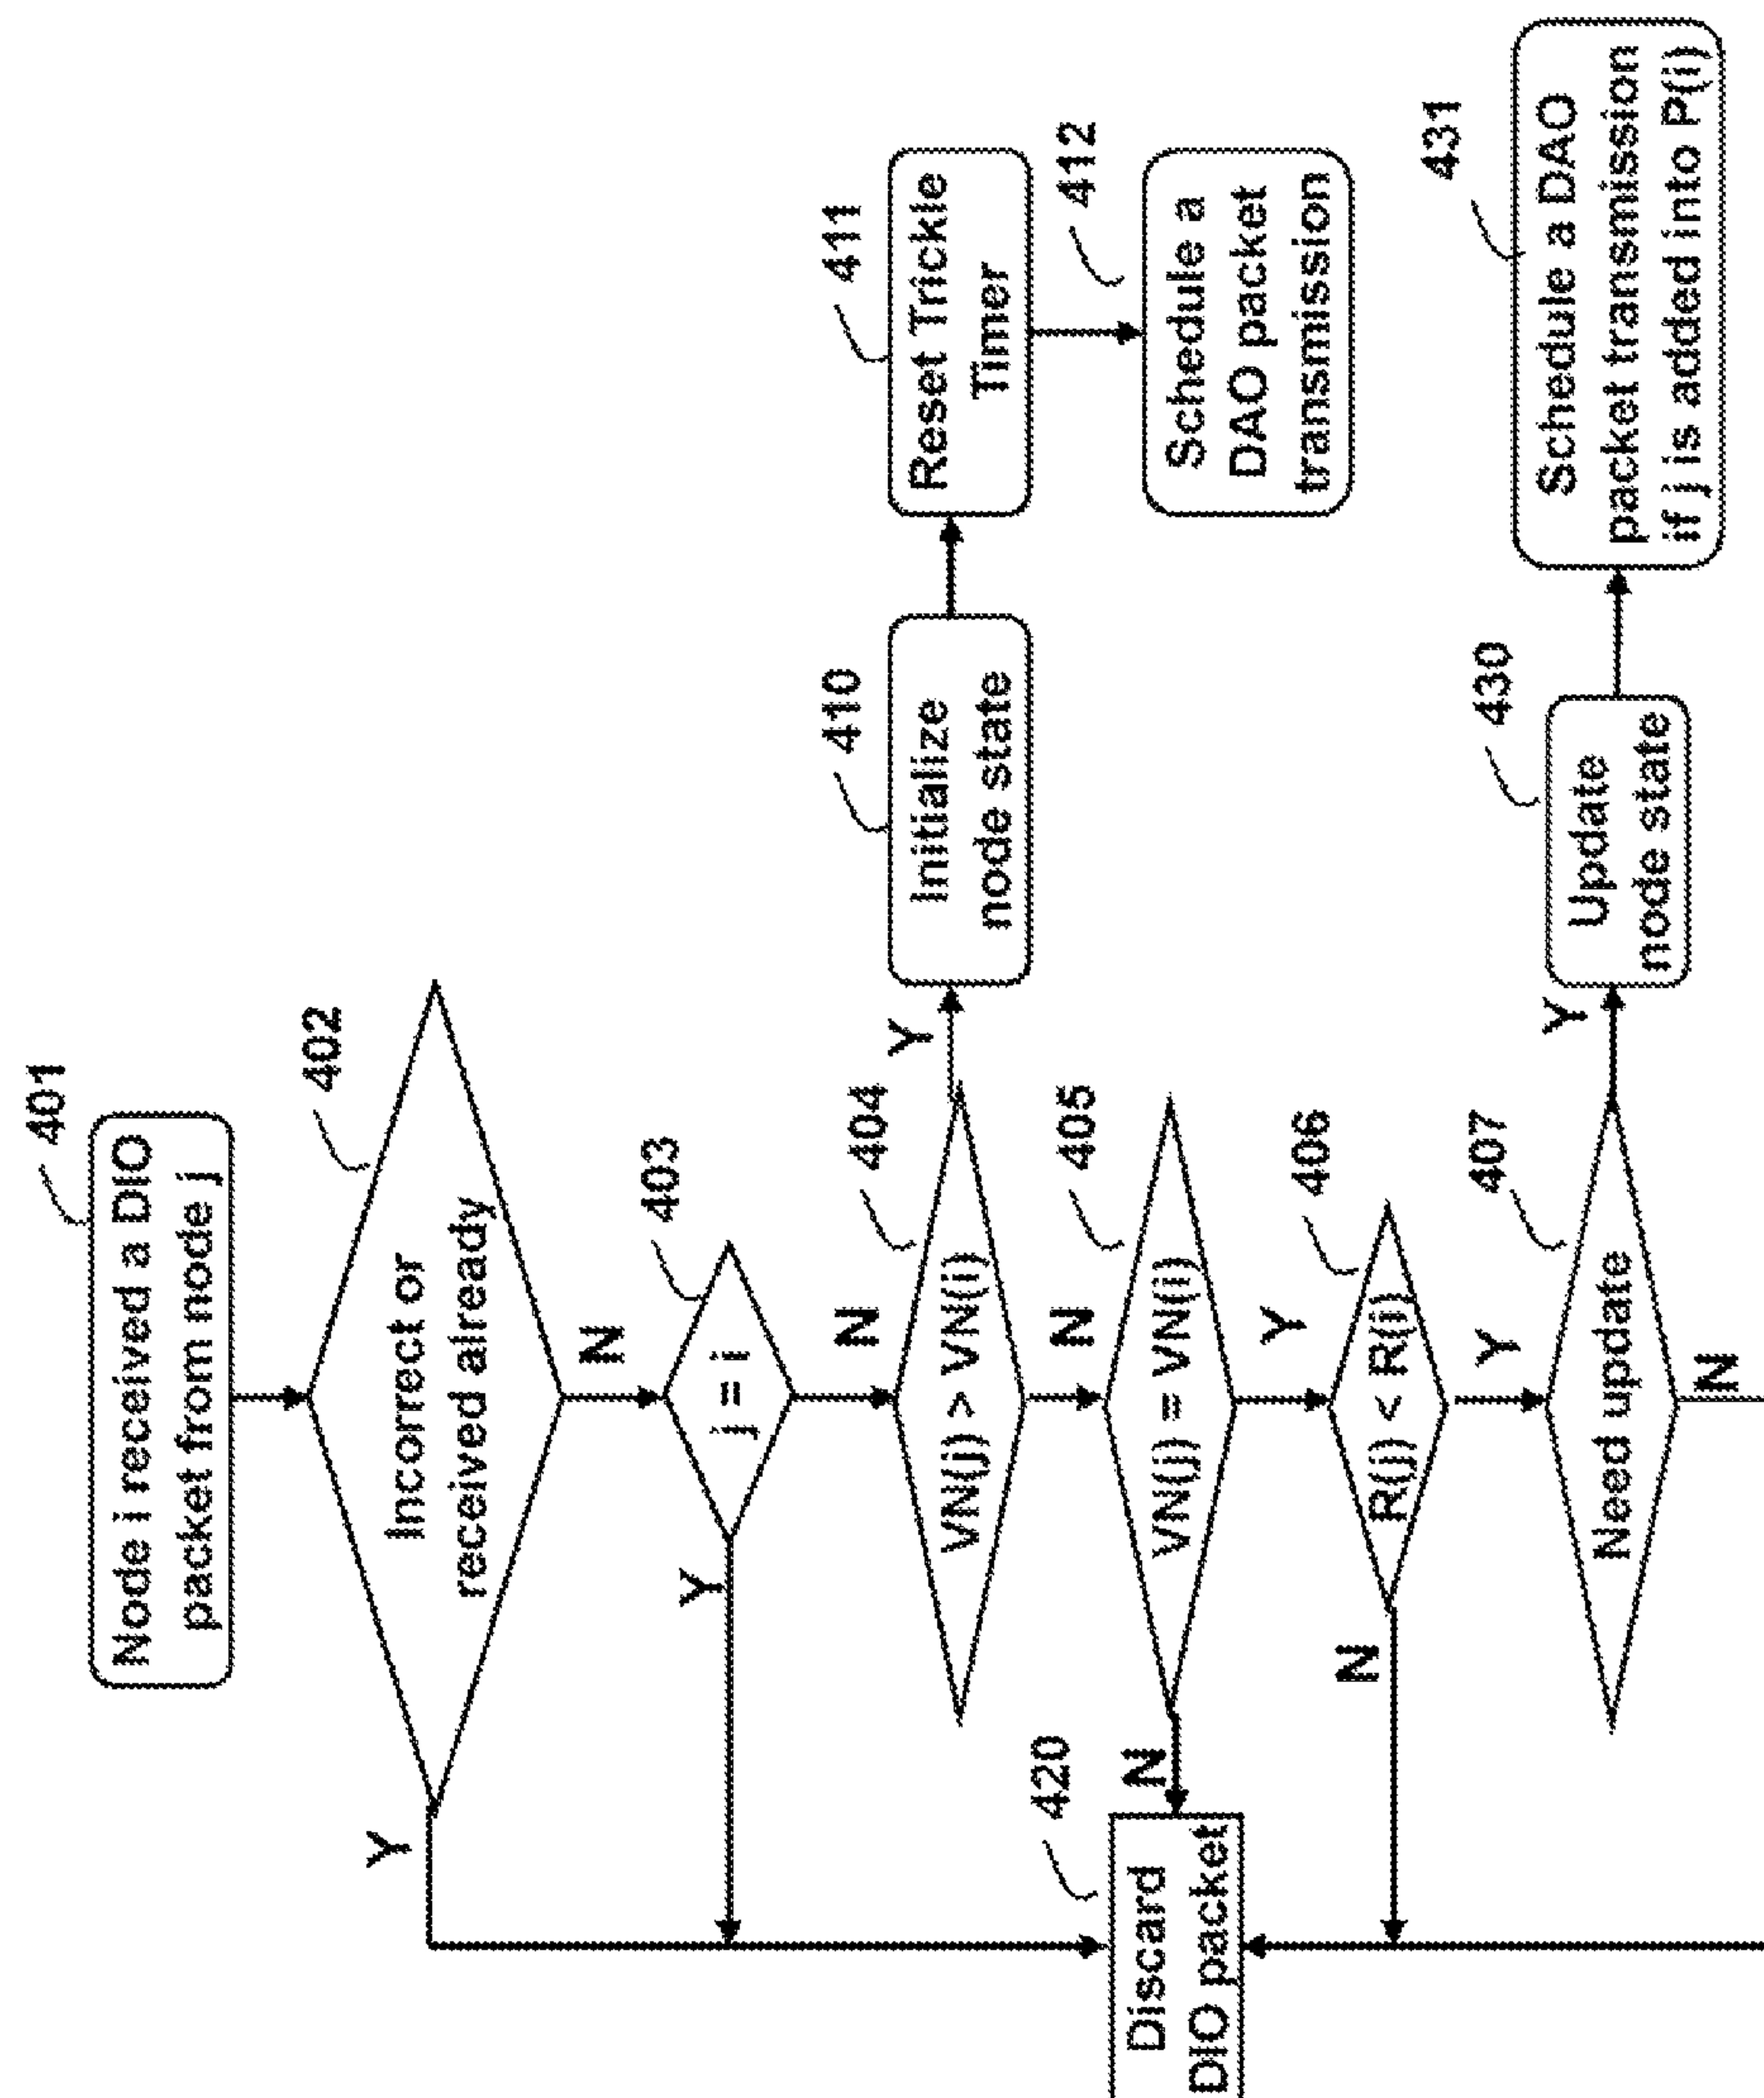 401
Node i received a DIO
packet from node j
402
Incorrect or
received already
Y
N
403
j = i
Y
N
404
VN(j) > VN(i)
Y
N
410
Initialize
node state
411
Reset Trickle
Timer
412
Schedule a
DAO packet
transmission
405
VN(j) = VN(i)
N
Y
420
Discard
DIO packet
406
R(j) < R(i)
N
Y
407
Need update
Y
N
430
Update
node state
431
Schedule a DAO
packet transmission
if j is added into P(i)